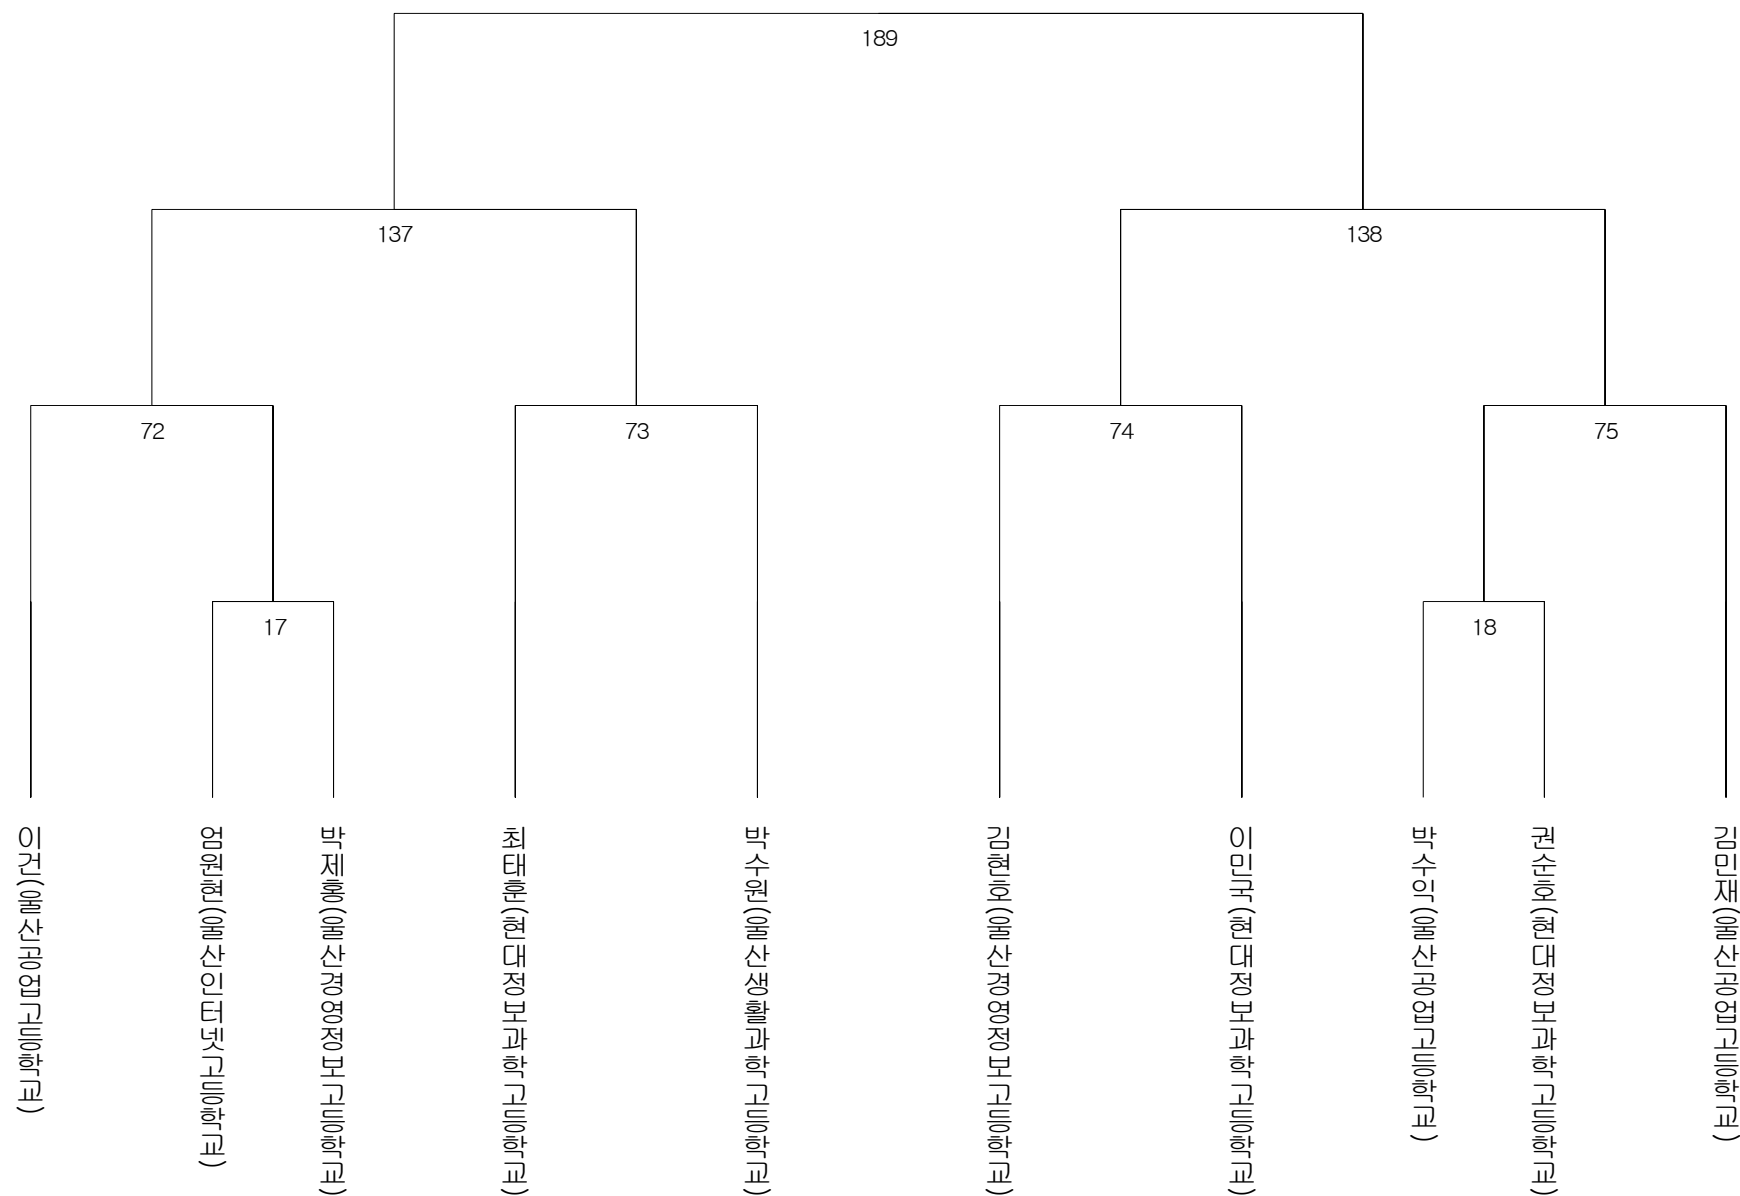 189
137
138
72
73
74
75
17
18
이건(울산공업고등학교)
엄원현(울산인터넷고등학교)
박제홍(울산경영정보고등학교)
최태훈(현대정보과학고등학교)
박수원(울산생활과학고등학교)
김현호(울산경영정보고등학교)
이민국(현대정보과학고등학교)
박수익(울산공업고등학교)
권순호(현대정보과학고등학교)
김민재(울산공업고등학교)